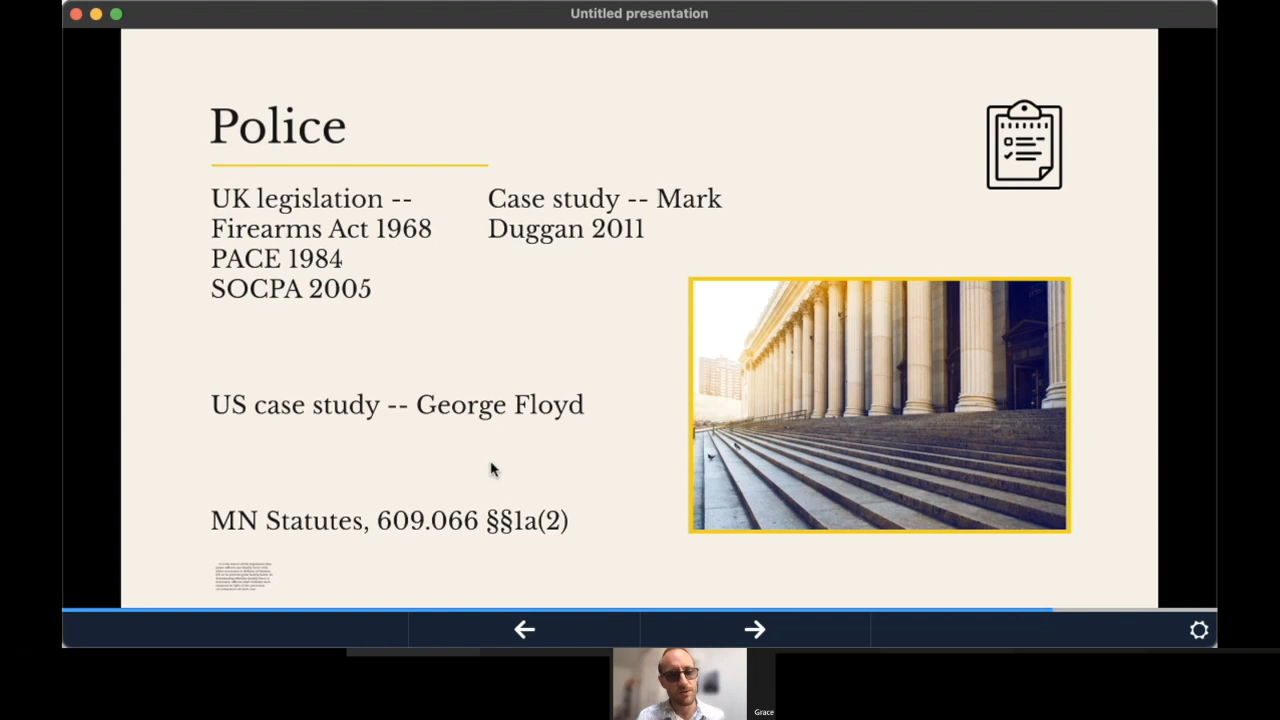 Untitled presentation
Police
UK legislation --
Firearms Act 1968
PACE 1984
SOCPA 2005
Case study -- Mark
Duggan 2011
US case study -- George Floyd
MN Statutes, 609.066 §§1a(2)
Grace